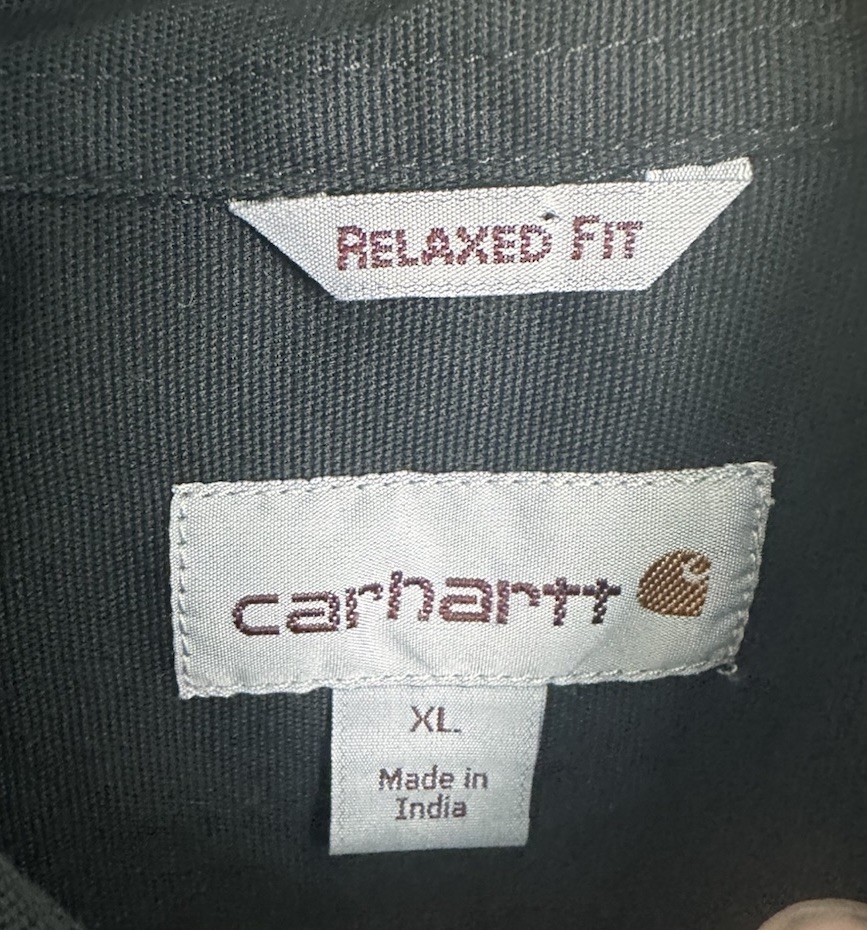 RELAXED FIT
carhartt
XL
Made in
India